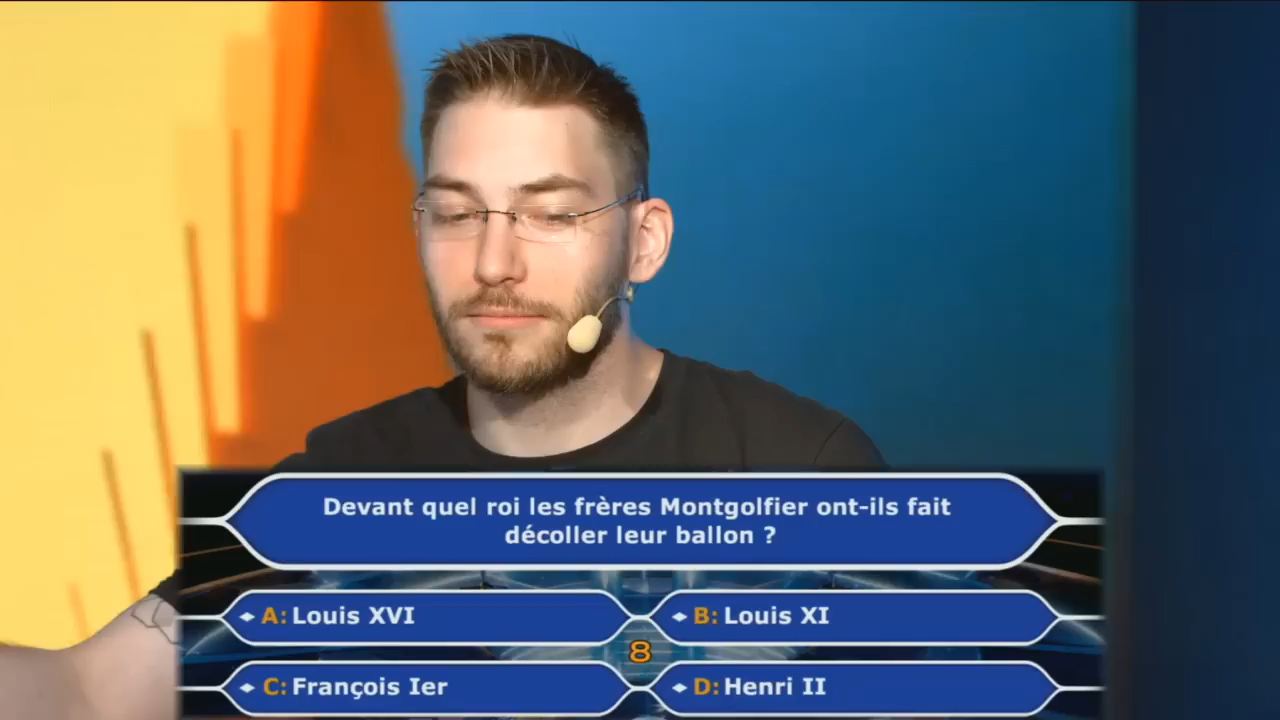 Devant quel roi les frères Montgolfier ont-ils fait
décoller leur ballon ?
A: Louis XVI
B: Louis XI
8
C: François Ier
D: Henri II